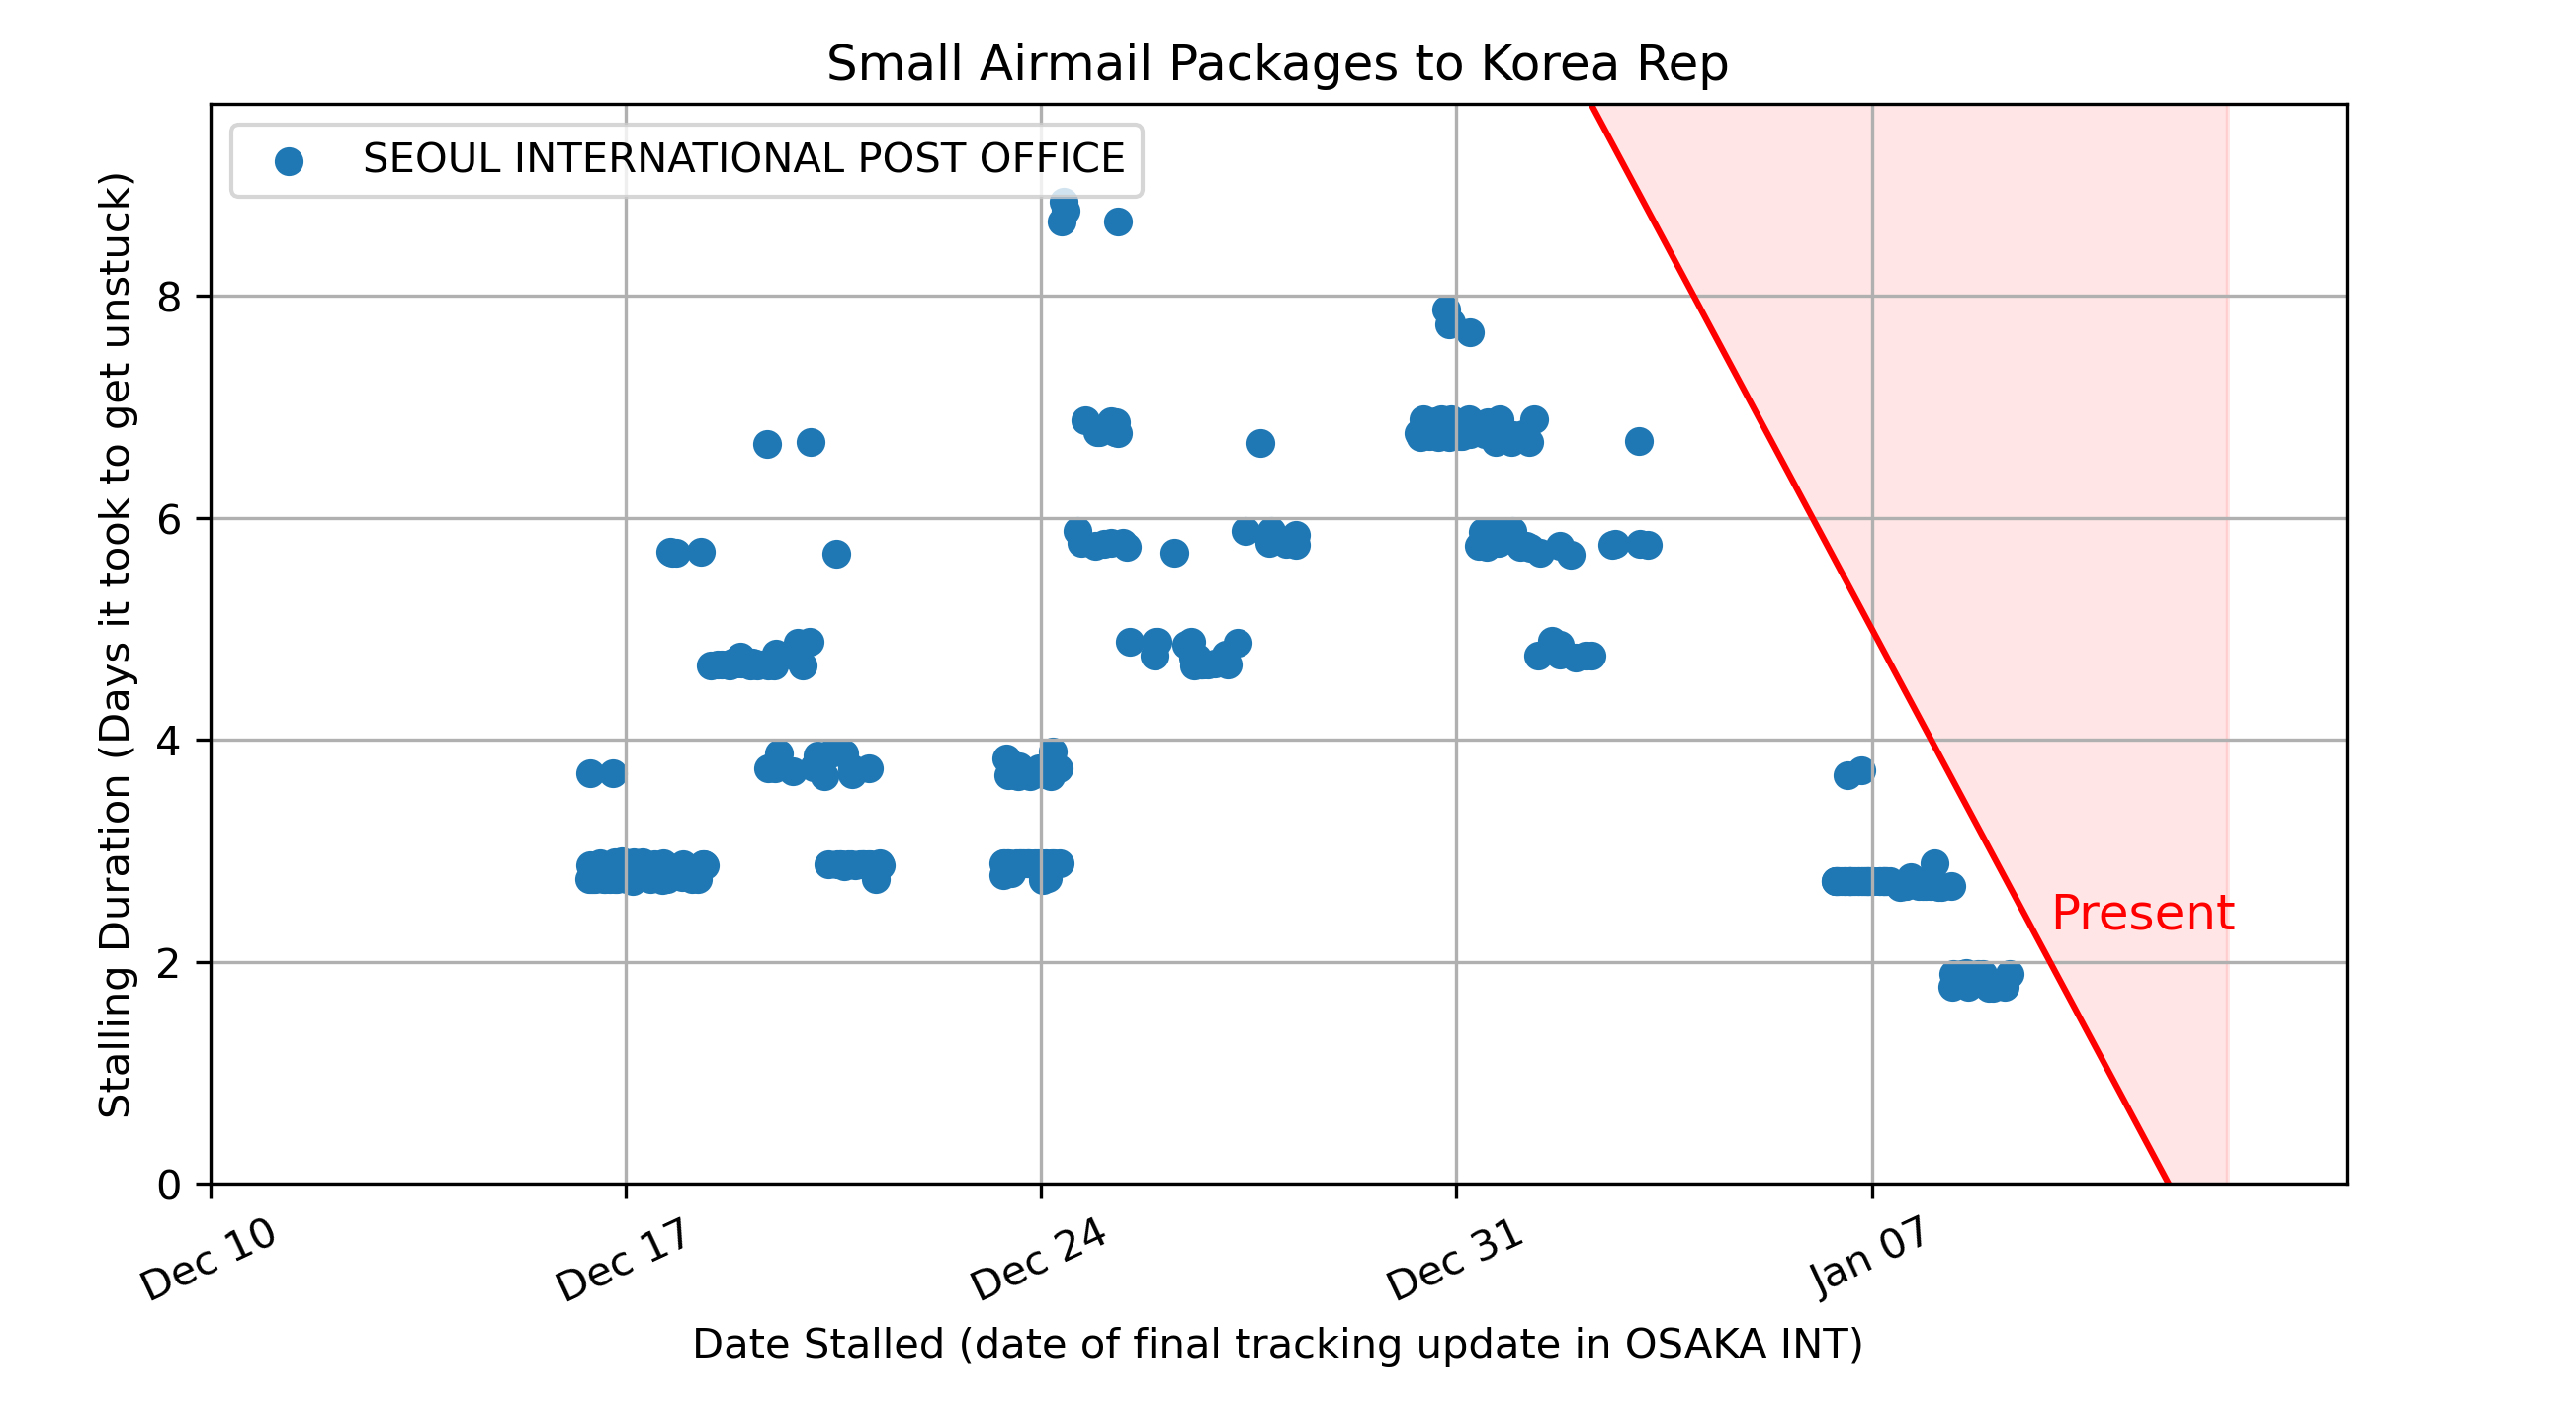 Small Airmail Packages to Korea Rep
SEOUL INTERNATIONAL POST OFFICE
Stalling Duration (Days it took to get unstuck)
8
6
4
2
0
Present
Dec 10
Dec 17
Dec 24
Dec 31
Jan 07
Date Stalled (date of final tracking update in OSAKA INT)